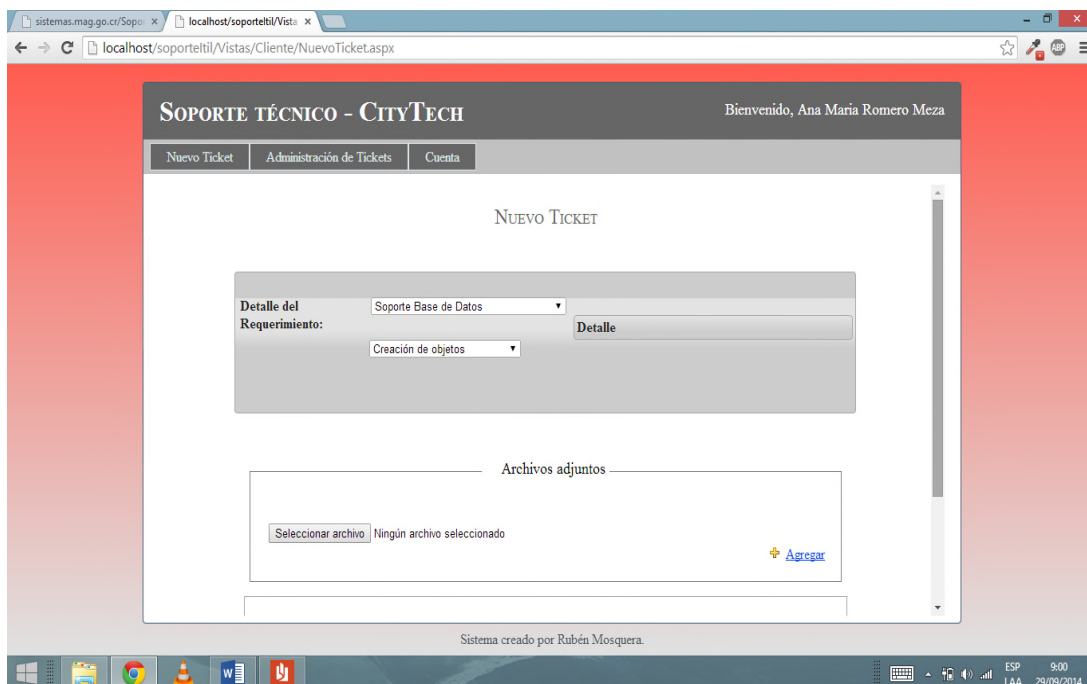 sistemas.mag.go.cr/Sopor
localhost/soporteltil/Vista
localhost/soporteltil/Vistas/Cliente/NuevoTicket.aspx
ABP
SOPORTE TÉCNICO - CITYTECH
Bienvenido, Ana Maria Romero Meza
Nuevo Ticket
Administración de Tickets
Cuenta
NUEVO TICKET
Detalle del
Requerimiento:
Soporte Base de Datos
Detalle
Creación de objetos
Archivos adjuntos
Seleccionar archivo
Ningún archivo seleccionado
Agregar
Sistema creado por Rubén Mosquera.
ESP
LAA
9:00
29/09/2014